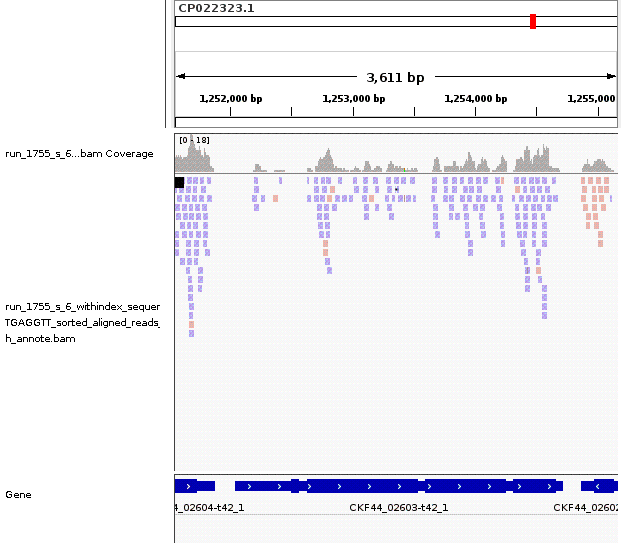 CP022323.1
3,611 bp
1,252,000 bp 1,253,000 bp 1,254,000 bp 1,255,000
[0 - 18]
run_1755_s_6...bam Coverage
run_1755_s_6_withindex_sequer
TGAGGTT_sorted_aligned_reads_
h_annote.bam
Gene
4_02604-t42_1 CKF44_02603-t42_1 CKF44_02602